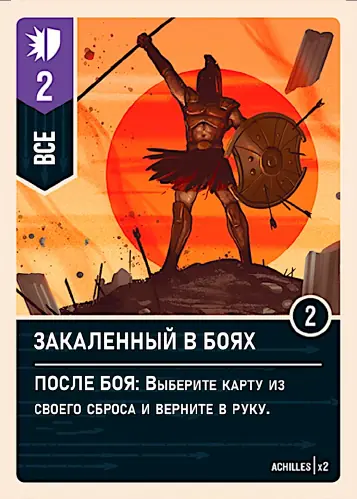 2
ВСЕ
2
ЗАКАЛЕННЫЙ В БОЯХ
ПОСЛЕ БОЯ: Выберите карту из
своего сброса и верните в руку.
ACHILLES | x2